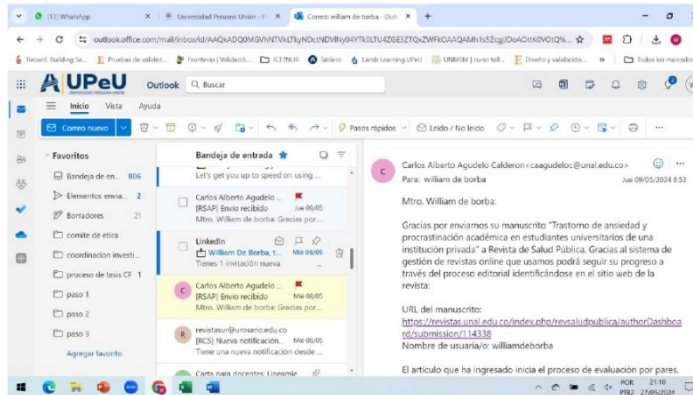 (13) WhatsApp
Universidad Peruana Unión - Pa
Correo: william de borba - Outl
outlook.office.com/mail/inbox/id/
Record. Building Se...
E Pruebas de validez...
Fronteras | Validació...
ICEPNUR
Tablero
Lamb Learning UPeU
UNMSM | curso tall...
E Diseño y validación...
Todos los marcadores
UPeU
Outlook
Buscar
Inicio
Vista
Ayuda
Correo nuevo
Pasos rápidos
Leído / No leído
Favoritos
Bandeja de en... 806
Elementos envia... 2
Borradores 21
comite de etica
coordinacion investi...
proceso de tesis CF 1
paso 1
paso 2
paso 3
Agregar favorito
Bandeja de entrada
Let's get you up to speed on using ...
Carlos Alberto Agudelo ...
[RSAP] Envío recibido Jue 09/05
Mtro. William de borba: Gracias por...
LinkedIn
William De Borba, t... Mié 08/05
Tienes 1 invitación nueva ...
Carlos Alberto Agudelo ...
[RSAP] Envío recibido Mié 08/05
Mtro. William de borba: Gracias por...
revistasur@urosario.edu.co
[RCS] Nueva notificación... Mié 08/05
Tiene una nueva notificación desde ...
Carta para docentes: Lineamie
Carlos Alberto Agudelo Calderon<caagudeloc@unal.edu.co>
Para: william de borba
Jue 09/05/2024 8:53
Mtro. William de borba:
Gracias por enviarnos su manuscrito "Trastorno de ansiedad y
procrastinación académica en estudiantes universitarios de una
institución privada" a Revista de Salud Pública. Gracias al sistema de
gestión de revistas online que usamos podrá seguir su progreso a
través del proceso editorial identificándose en el sitio web de la
revista:
URL del manuscrito:
https://revistas.unal.edu.co/index.php/revsaludpublica/authorDashboa
rd/submission/114338
Nombre de usuaria/o: williamdeborba
El artículo que ha ingresado inicia el proceso de evaluación por pares.
POR
PTB2
21:10
27/05/2024